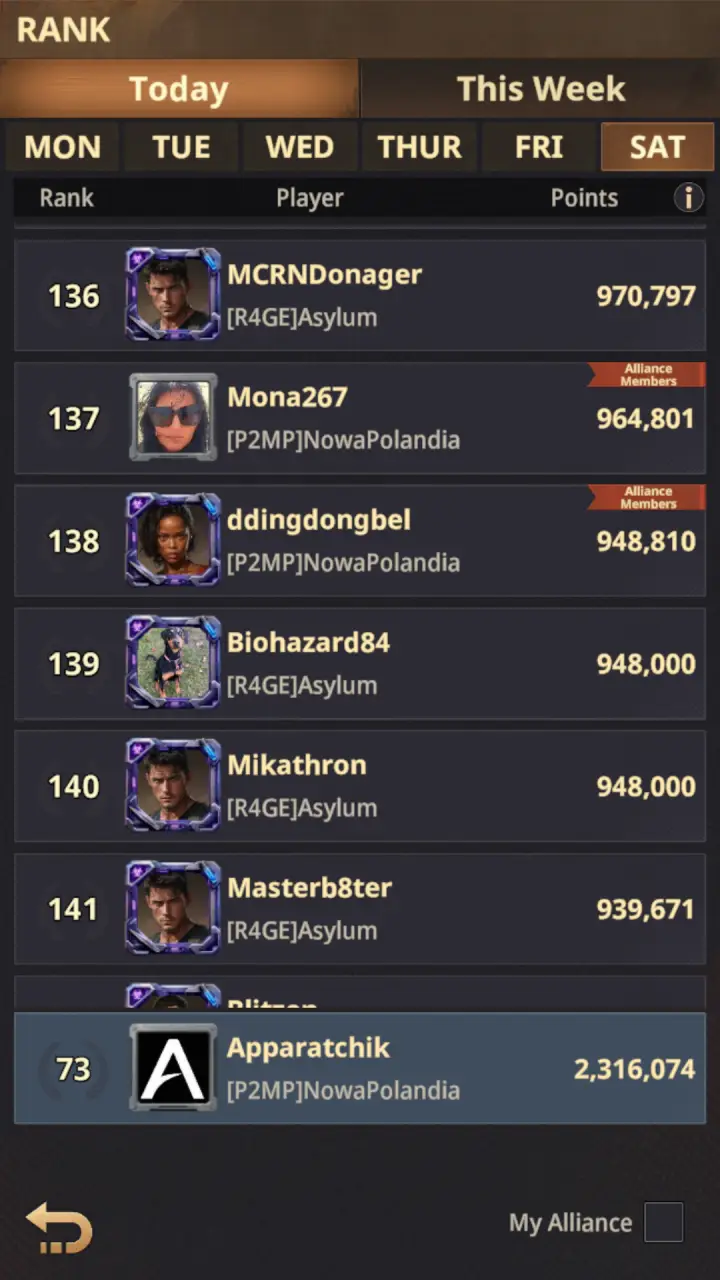 RANK
Today This Week
MON TUE WED THUR FRI SAT
Rank Player Points
136 MCRNDonager 970,797
[R4GE]Asylum
Alliance
Members
137 Mona267 964,801
[P2MP]NowaPolandia
Alliance
Members
138 ddingdongbel 948,810
[P2MP]NowaPolandia
139 Biohazard84 948,000
[R4GE]Asylum
140 Mikathron 948,000
[R4GE]Asylum
141 Masterb8ter 939,671
[R4GE]Asylum
73 Apparatchik 2,316,074
[P2MP]NowaPolandia
My Alliance